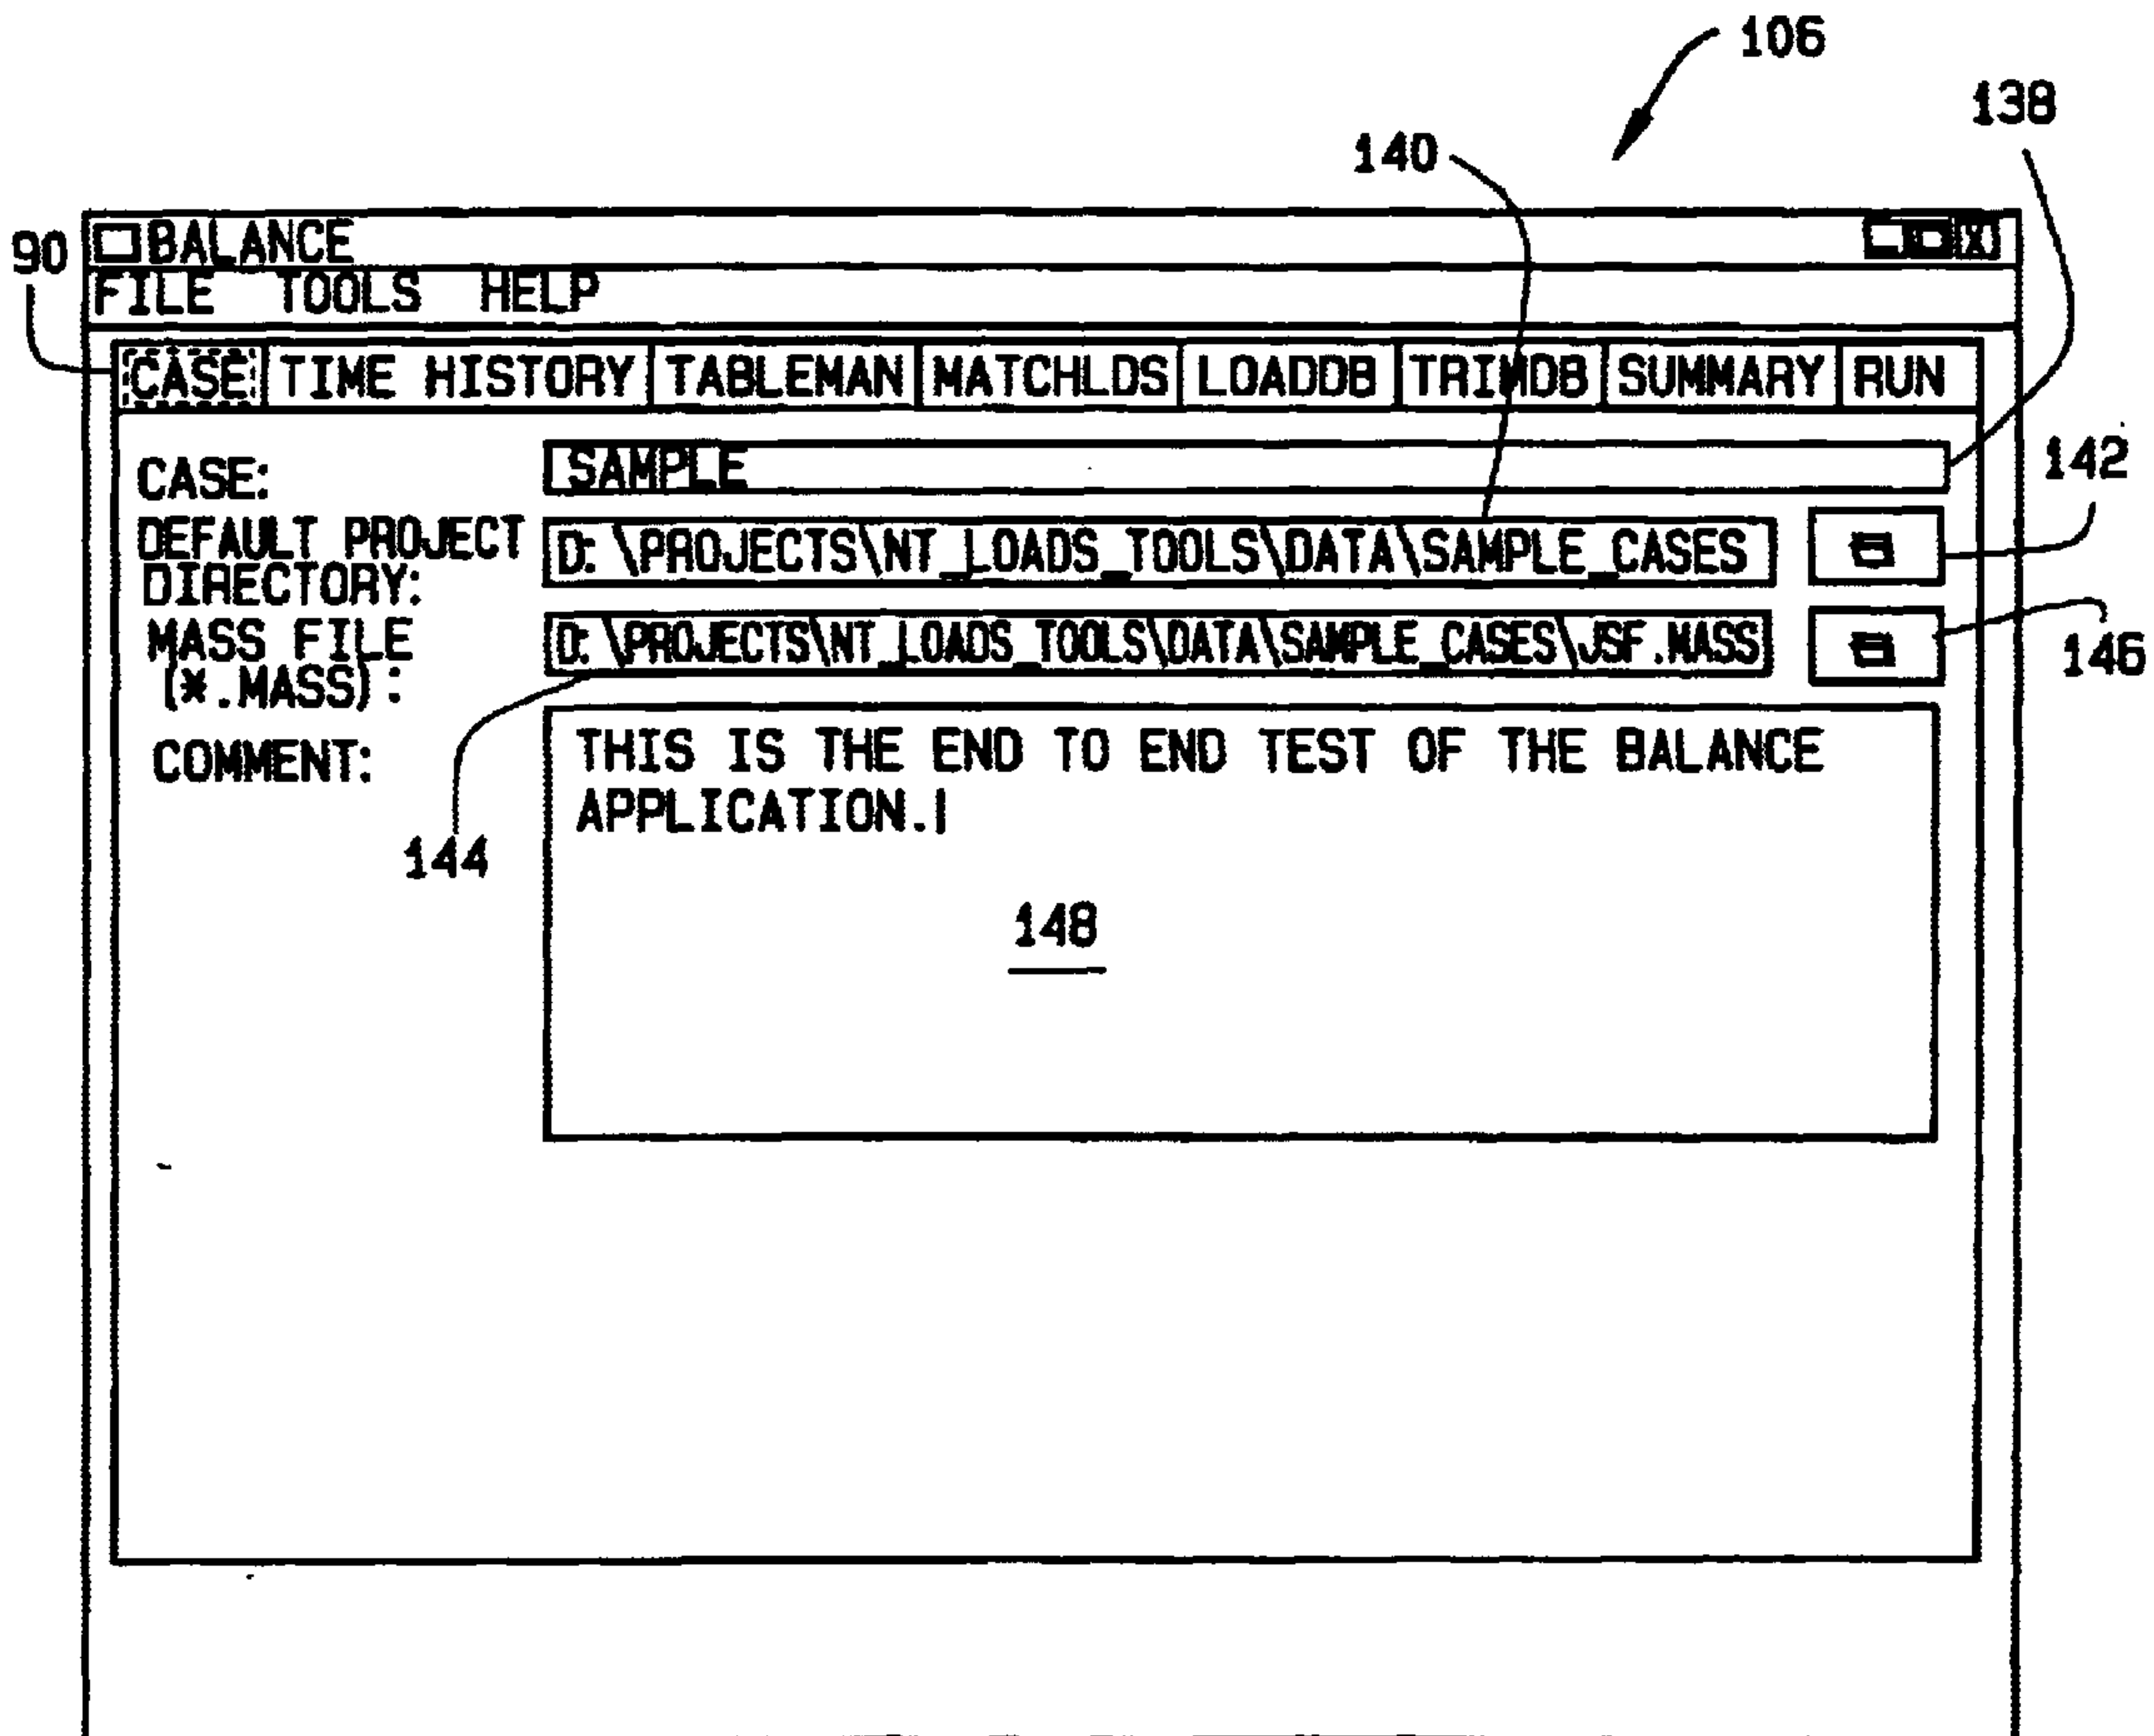 106
138
140
90
BALANCE
FILE TOOLS HELP
CASE TIME HISTORY TABLEMAN MATCHLDS LOADDB TRIMDB SUMMARY RUN
CASE: SAMPLE
142
DEFAULT PROJECT
DIRECTORY: D:\PROJECTS\NT_LOADS_TOOLS\DATA\SAMPLE_CASES
MASS FILE
(*.MASS): D:\PROJECTS\NT_LOADS_TOOLS\DATA\SAMPLE_CASES\JSF.MASS
146
COMMENT: THIS IS THE END TO END TEST OF THE BALANCE
APPLICATION.
144
148